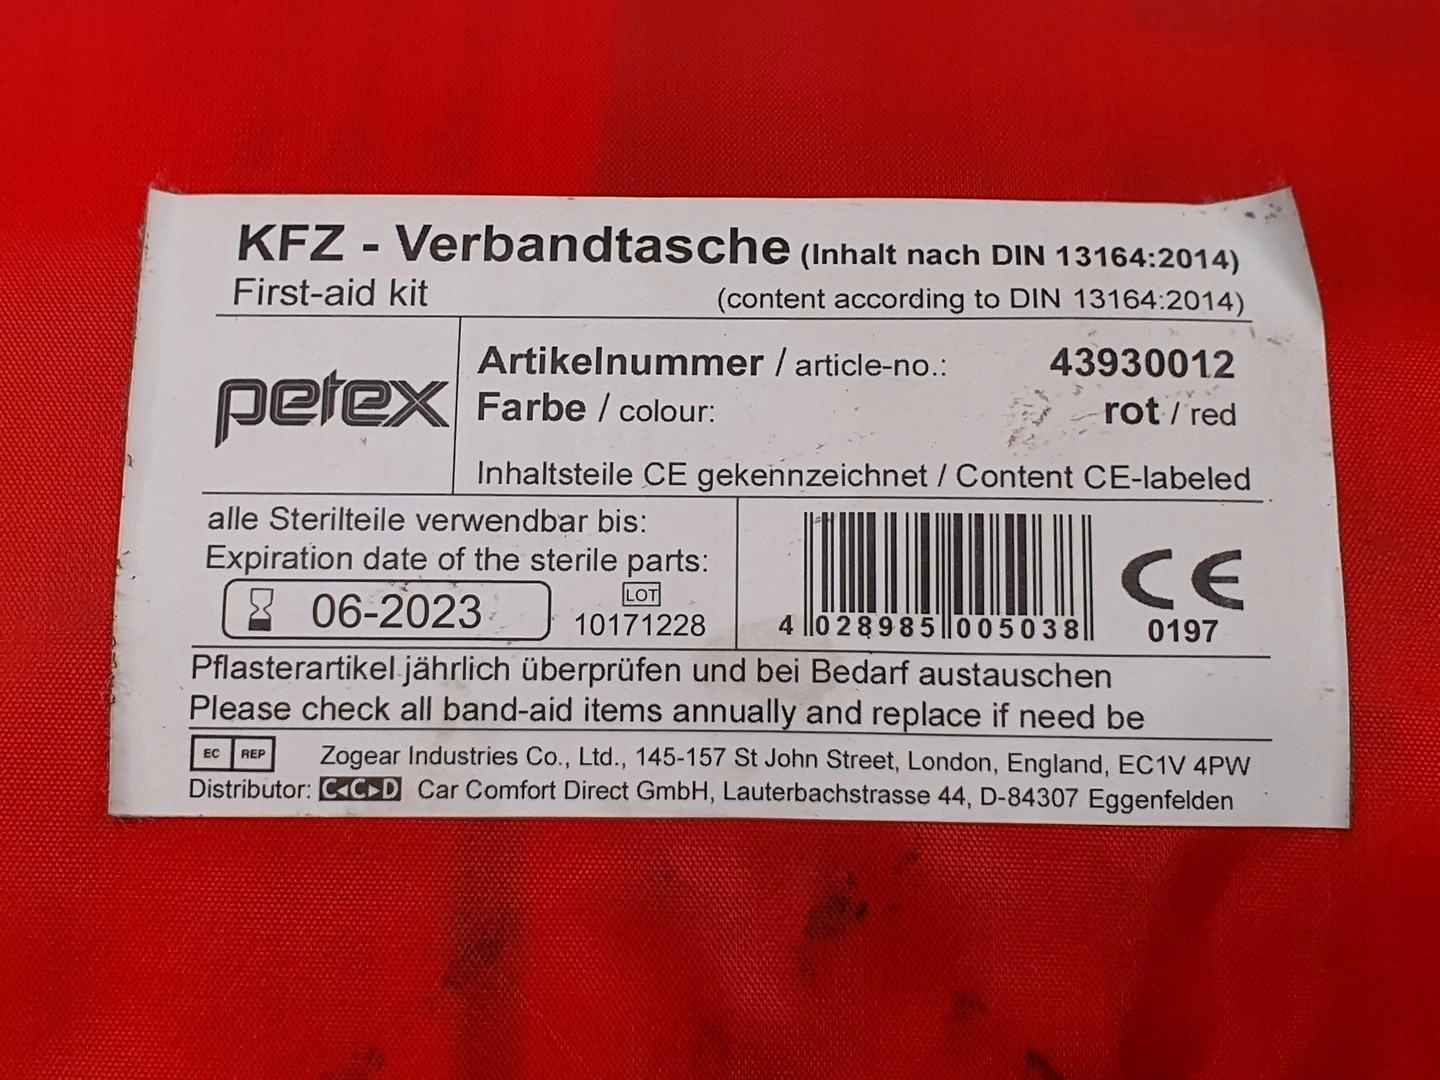 KFZ - Verbandtasche (Inhalt nach DIN 13164:2014)
First-aid kit (content according to DIN 13164:2014)
petex
Artikelnummer / article-no.: 43930012
Farbe / colour: rot / red
Inhaltsteile CE gekennzeichnet / Content CE-labeled
alle Sterilteile verwendbar bis:
Expiration date of the sterile parts:
06-2023
LOT
10171228
4 028985 005038
CE
0197
Pflasterartikel jährlich überprüfen und bei Bedarf austauschen
Please check all band-aid items annually and replace if need be
EC REP Zogear Industries Co., Ltd., 145-157 St John Street, London, England, EC1V 4PW
Distributor: C◂C▸D Car Comfort Direct GmbH, Lauterbachstrasse 44, D-84307 Eggenfelden